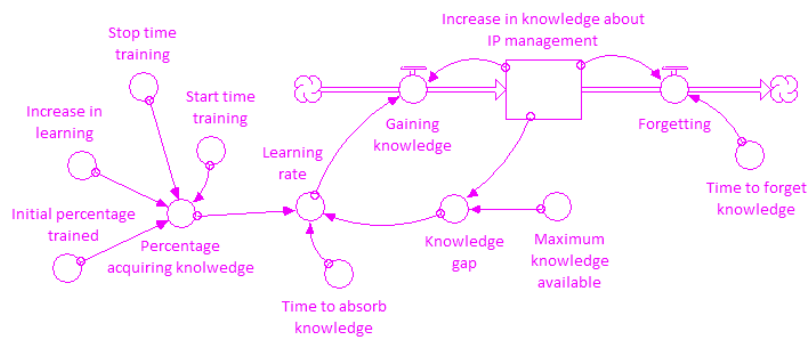 Increase in knowledge about
IP management
Stop time
training
Increase in
learning
Start time
training
Gaining
knowledge
Forgetting
Learning
rate
Time to forget
knowledge
Initial percentage
trained
Percentage
acquiring knolwedge
Knowledge
gap
Maximum
knowledge
available
Time to absorb
knowledge